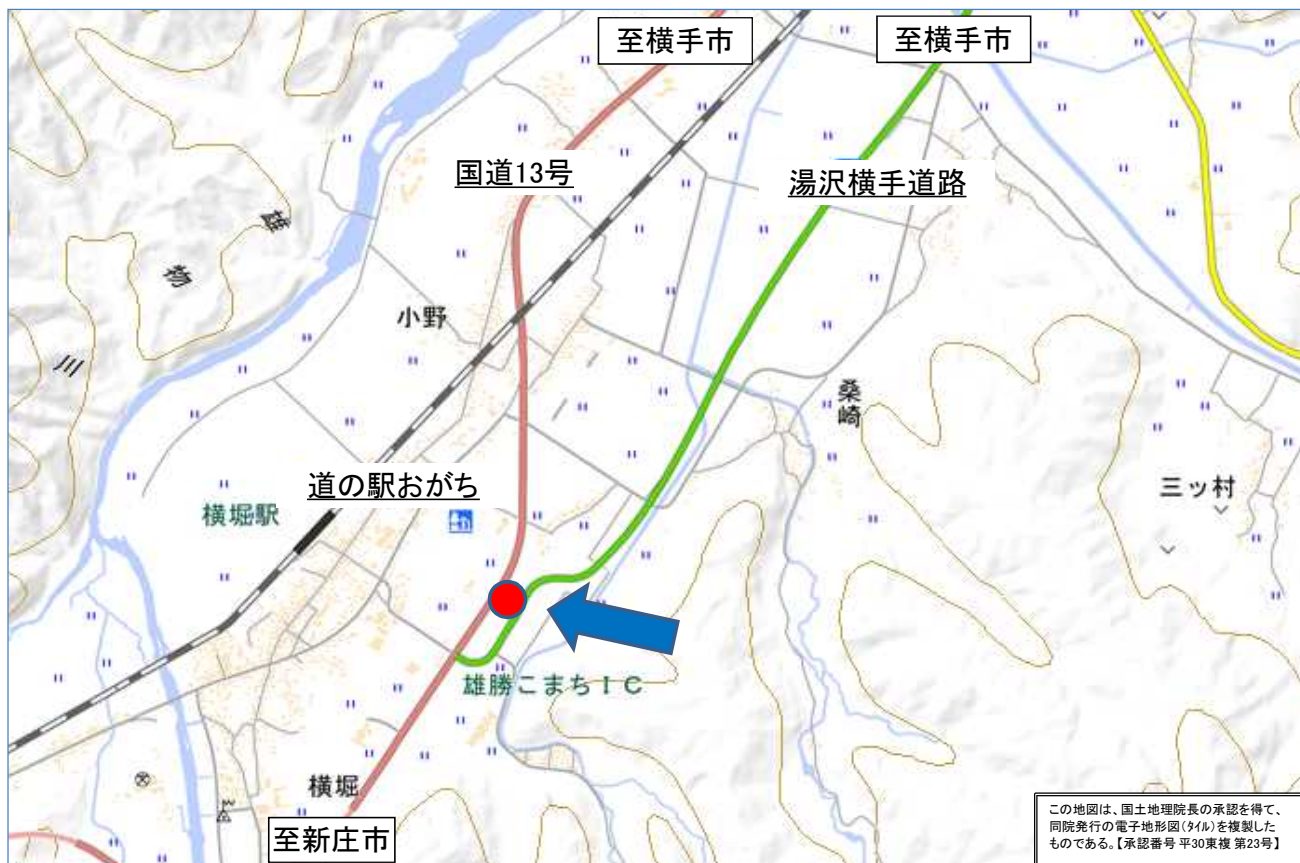 至横手市
至横手市
国道13号
湯沢横手道路
雄
物
川
小野
桑崎
道の駅おがち
横堀駅
三ッ村
雄勝こまちIC
横堀
至新庄市
この地図は、国土地理院長の承認を得て、
同院発行の電子地形図(タイル)を複製した
ものである。【承認番号 平30東複 第23号】